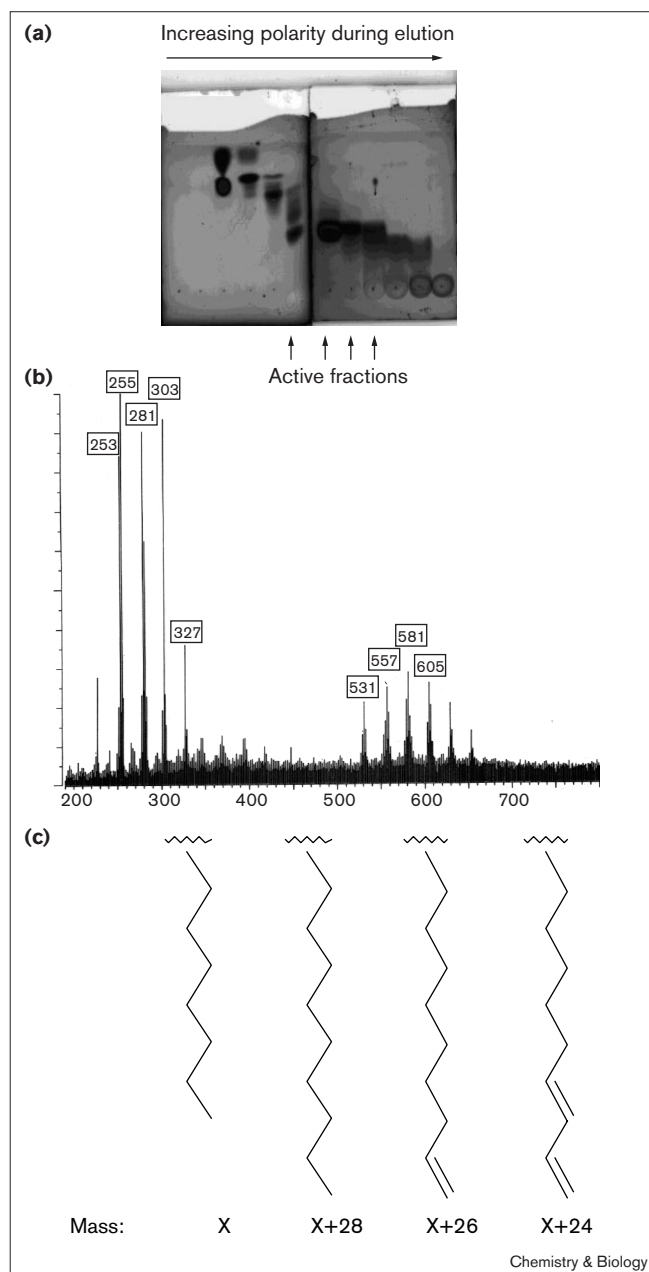 (a)
Increasing polarity during elution
Active fractions
(b)
255
303
253
281
327
581
557
605
531
200 300 400 500 600 700
(c)
Mass: X X+28 X+26 X+24
Chemistry & Biology